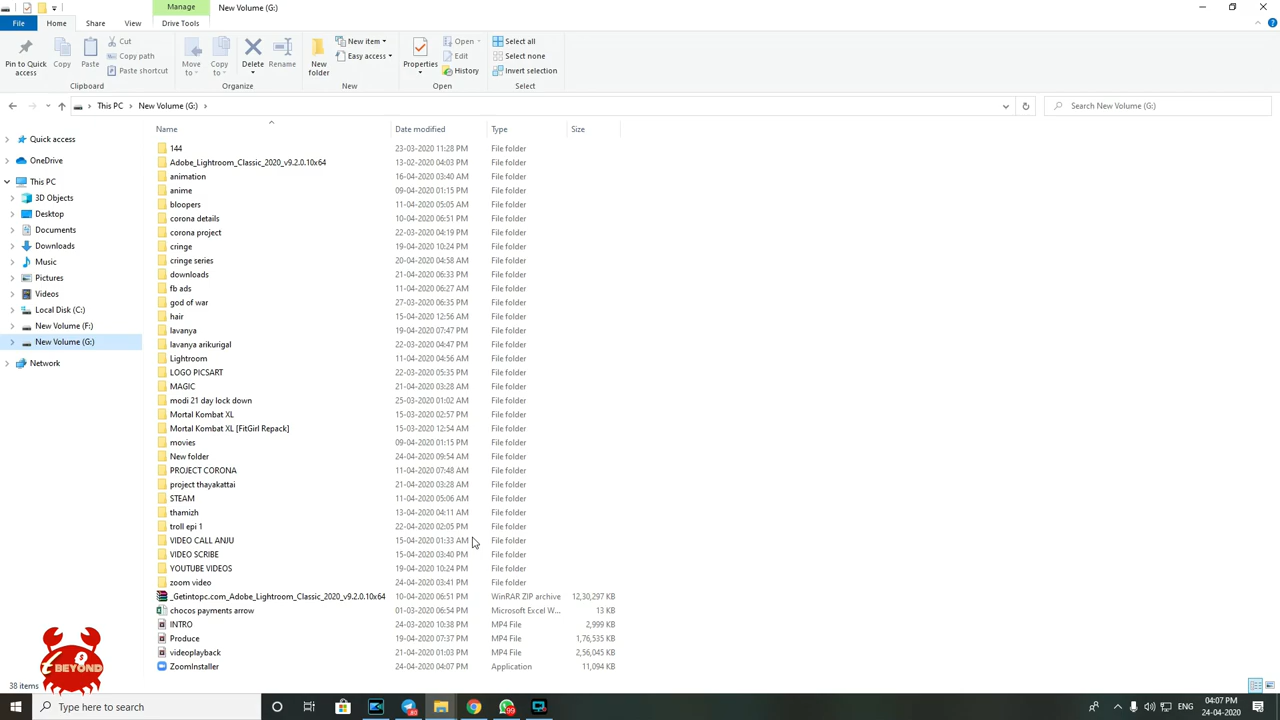 Manage
New Volume (G:)
File
Home
Share
View
Drive Tools
Pin to Quick access
Copy
Paste
Cut
Copy path
Paste shortcut
Move to
Copy to
Delete
Rename
New folder
New item
Easy access
Properties
Open
Edit
History
Select all
Select none
Invert selection
Clipboard
Organize
New
Open
Select
This PC
New Volume (G:)
Search New Volume (G:)
Name
Date modified
Type
Size
Quick access
OneDrive
This PC
3D Objects
Desktop
Documents
Downloads
Music
Pictures
Videos
Local Disk (C:)
New Volume (F:)
New Volume (G:)
Network
144 23-03-2020 11:28 PM File folder
Adobe_Lightroom_Classic_2020_v9.2.0.10x64 13-02-2020 04:03 PM File folder
animation 16-04-2020 03:40 AM File folder
anime 09-04-2020 01:15 PM File folder
bloopers 11-04-2020 05:05 AM File folder
corona details 10-04-2020 06:51 PM File folder
corona project 22-03-2020 04:19 PM File folder
cringe 19-04-2020 10:24 PM File folder
cringe series 20-04-2020 04:58 AM File folder
downloads 21-04-2020 06:33 PM File folder
fb ads 11-04-2020 06:27 AM File folder
god of war 27-03-2020 06:35 PM File folder
hair 15-04-2020 12:56 AM File folder
lavanya 19-04-2020 07:47 PM File folder
lavanya arikurigal 22-03-2020 04:47 PM File folder
Lightroom 11-04-2020 04:56 AM File folder
LOGO PICSART 22-03-2020 05:35 PM File folder
MAGIC 21-04-2020 03:28 AM File folder
modi 21 day lock down 25-03-2020 01:02 AM File folder
Mortal Kombat XL 15-03-2020 02:57 PM File folder
Mortal Kombat XL [FitGirl Repack] 15-03-2020 12:54 AM File folder
movies 09-04-2020 01:15 PM File folder
New folder 24-04-2020 09:54 AM File folder
PROJECT CORONA 11-04-2020 07:48 AM File folder
project thayakattai 21-04-2020 03:28 AM File folder
STEAM 11-04-2020 05:06 AM File folder
thamizh 13-04-2020 04:11 AM File folder
troll epi 1 22-04-2020 02:05 PM File folder
VIDEO CALL ANJU 15-04-2020 01:33 AM File folder
VIDEO SCRIBE 15-04-2020 03:40 PM File folder
YOUTUBE VIDEOS 19-04-2020 10:24 PM File folder
zoom video 24-04-2020 03:41 PM File folder
_Getintopc.com_Adobe_Lightroom_Classic_2020_v9.2.0.10x64 10-04-2020 06:51 PM WinRAR ZIP archive 12,30,297 KB
chocos payments arrow 01-03-2020 06:54 PM Microsoft Excel W... 13 KB
INTRO 24-03-2020 10:38 PM MP4 File 2,999 KB
Produce 19-04-2020 07:37 PM MP4 File 1,76,535 KB
videoplayback 21-04-2020 01:03 PM MP4 File 2,56,045 KB
ZoomInstaller 24-04-2020 04:07 PM Application 11,094 KB
BEYOND
38 items
Type here to search
99
ENG
04:07 PM
24-04-2020